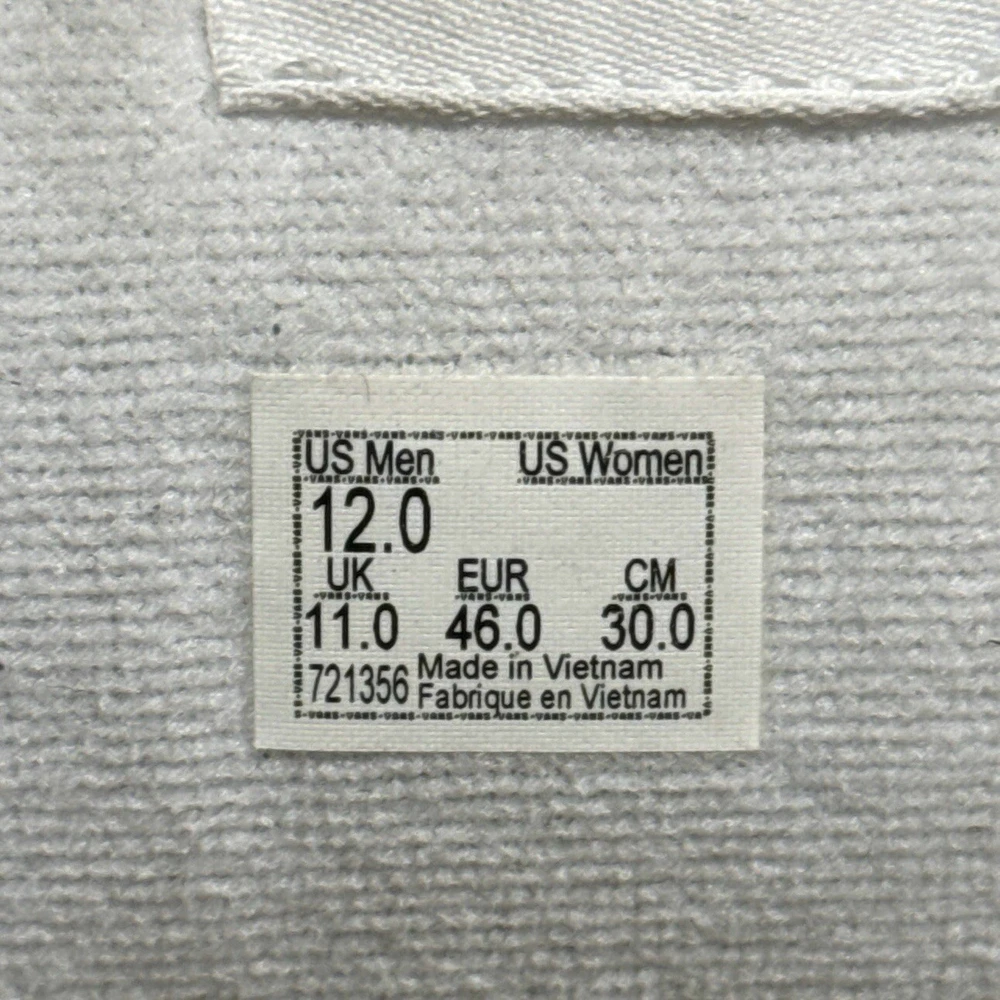 US Men US Women
12.0
UK EUR CM
11.0 46.0 30.0
721356 Made in Vietnam
Fabrique en Vietnam